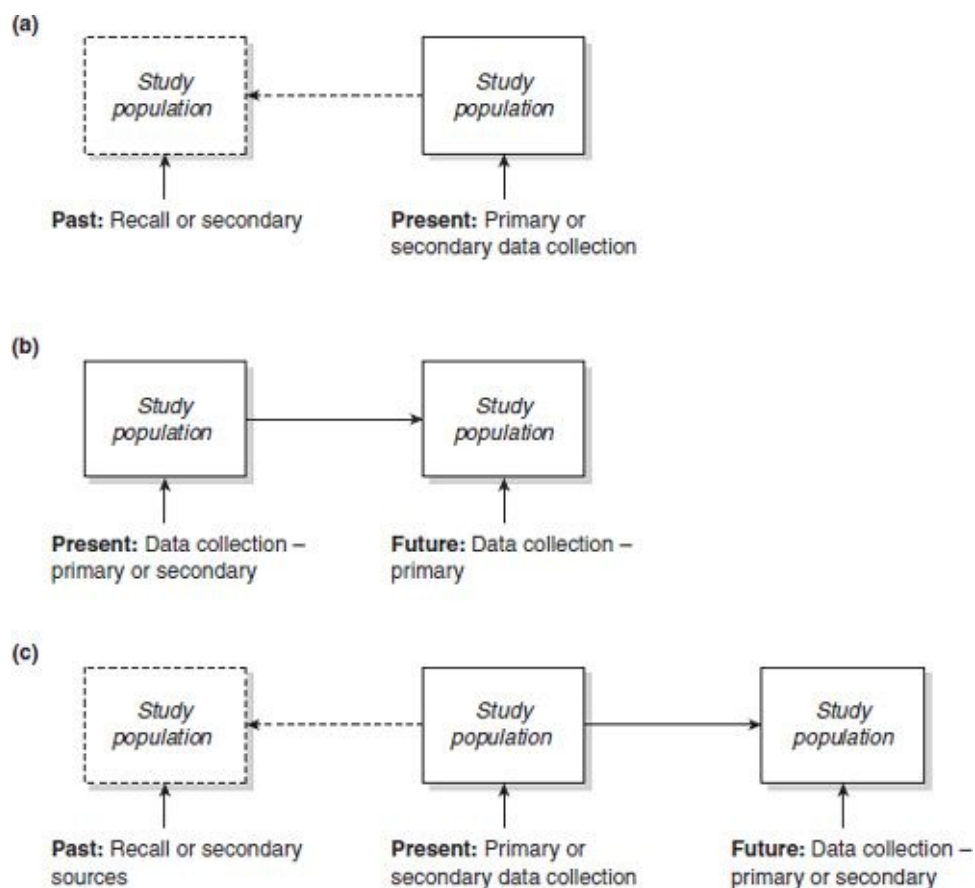 (a)
Study
population
Study
population
Past: Recall or secondary
Present: Primary or
secondary data collection
(b)
Study
population
Study
population
Present: Data collection –
primary or secondary
Future: Data collection –
primary
(c)
Study
population
Study
population
Study
population
Past: Recall or secondary
sources
Present: Primary or
secondary data collection
Future: Data collection –
primary or secondary